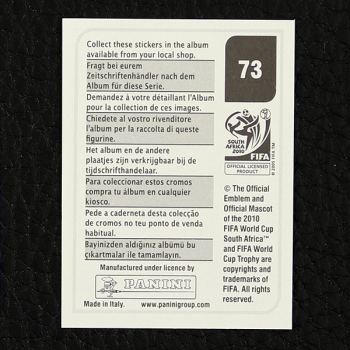 Collect these stickers in the album
available from your local shop.
Fragt bei eurem
Zeitschriftenhändler nach dem
Album für diese Serie.
Demandez à votre détaillant l'Album
pour la collection de ces images.
Chiedete al vostro rivenditore
l'album per la raccolta di queste
figurine.
Het album en de andere
plaatjes zijn verkrijgbaar bij de
tijdschrifthandelaar.
Para coleccionar estos cromos
compra tu álbum en cualquier
kiosco.
Pede a caderneta desta colecção
de cromos no teu ponto de venda
habitual.
Bayinizden aldığınız albümü bu
çıkartmalar ile tamamlayın.
Manufactured under licence by
PANINI
Made in Italy. www.paninigroup.com
73
SOUTH
AFRICA
2010
FIFA
OFFICIAL LICENSED
PRODUCT
© The Official
Emblem and
Official Mascot
of the 2010
FIFA World Cup
South Africa™
and FIFA World
Cup Trophy are
copyrights and
trademarks of
FIFA. All rights
reserved.